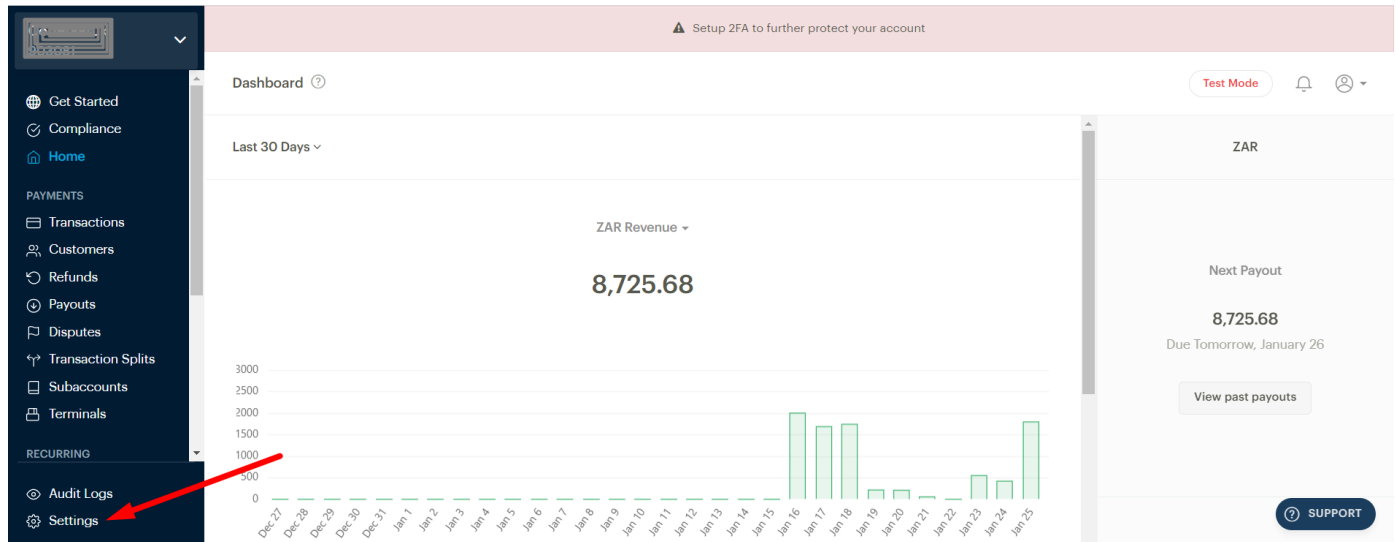 Setup 2FA to further protect your account
Dashboard
Test Mode
Get Started
Compliance
Home
PAYMENTS
Transactions
Customers
Refunds
Payouts
Disputes
Transaction Splits
Subaccounts
Terminals
RECURRING
Audit Logs
Settings
Last 30 Days
ZAR Revenue
8,725.68
3000
2500
2000
1500
1000
500
0
Dec 27 Dec 28 Dec 29 Dec 30 Dec 31 Jan 1 Jan 2 Jan 3 Jan 4 Jan 5 Jan 6 Jan 7 Jan 8 Jan 9 Jan 10 Jan 11 Jan 12 Jan 13 Jan 14 Jan 15 Jan 16 Jan 17 Jan 18 Jan 19 Jan 20 Jan 21 Jan 22 Jan 23 Jan 24 Jan 25
ZAR
Next Payout
8,725.68
Due Tomorrow, January 26
View past payouts
SUPPORT